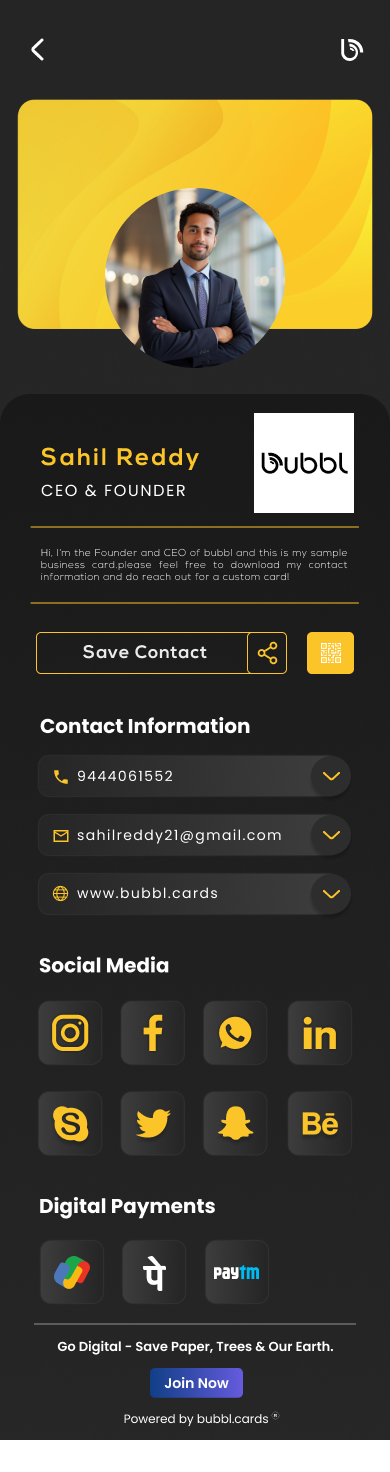 Sahil Reddy
CEO & FOUNDER
bubbl
Hi, I'm the Founder and CEO of bubbl and this is my sample
business card.please feel free to download my contact
information and do reach out for a custom card!
Save Contact
Contact Information
9444061552
sahilreddy21@gmail.com
www.bubbl.cards
Social Media
f
in
S
Bē
Digital Payments
पे
paytm
Go Digital - Save Paper, Trees & Our Earth.
Join Now
Powered by bubbl.cards ®